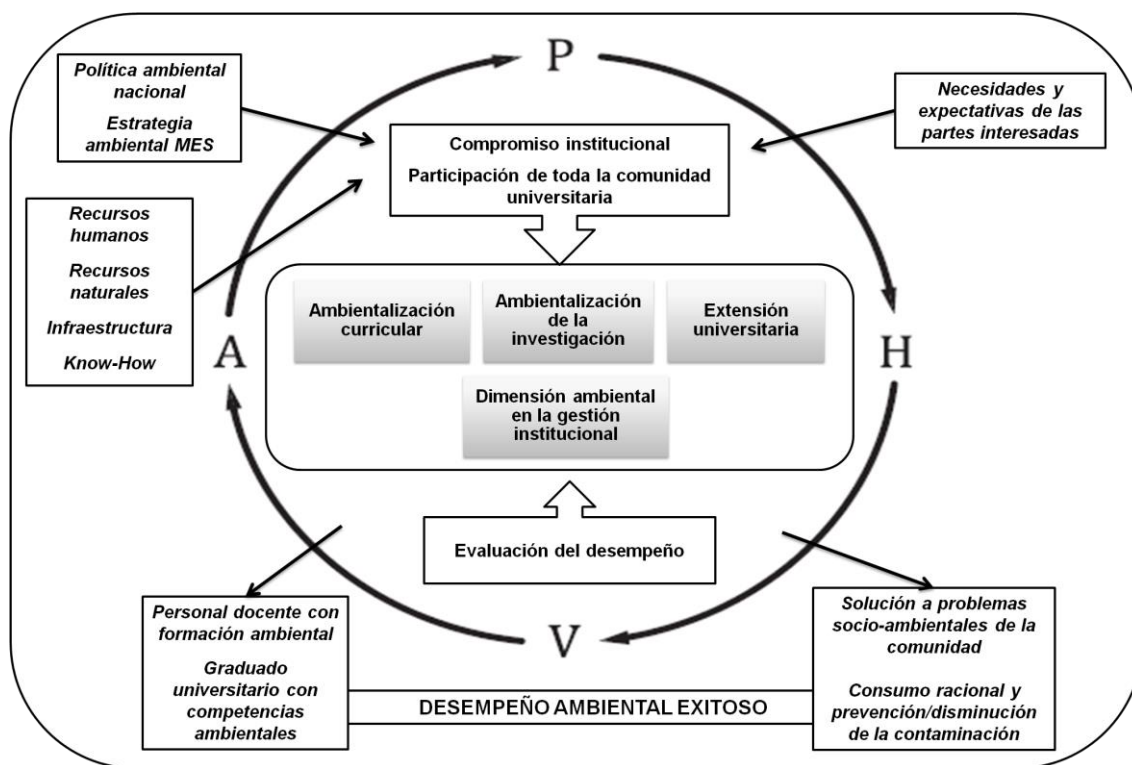 P
Política ambiental
nacional
Estrategia
ambiental MES
Necesidades y
expectativas de las
partes interesadas
Compromiso institucional
Participación de toda la comunidad
universitaria
Recursos
humanos
Recursos
naturales
Infraestructura
Know-How
A
H
Ambientalización
curricular
Ambientalización
de la
investigación
Extensión
universitaria
Dimensión ambiental
en la gestión
institucional
Evaluación del desempeño
V
Personal docente con
formación ambiental
Graduado
universitario con
competencias
ambientales
DESEMPEÑO AMBIENTAL EXITOSO
Solución a problemas
socio-ambientales de la
comunidad
Consumo racional y
prevención/disminución
de la contaminación